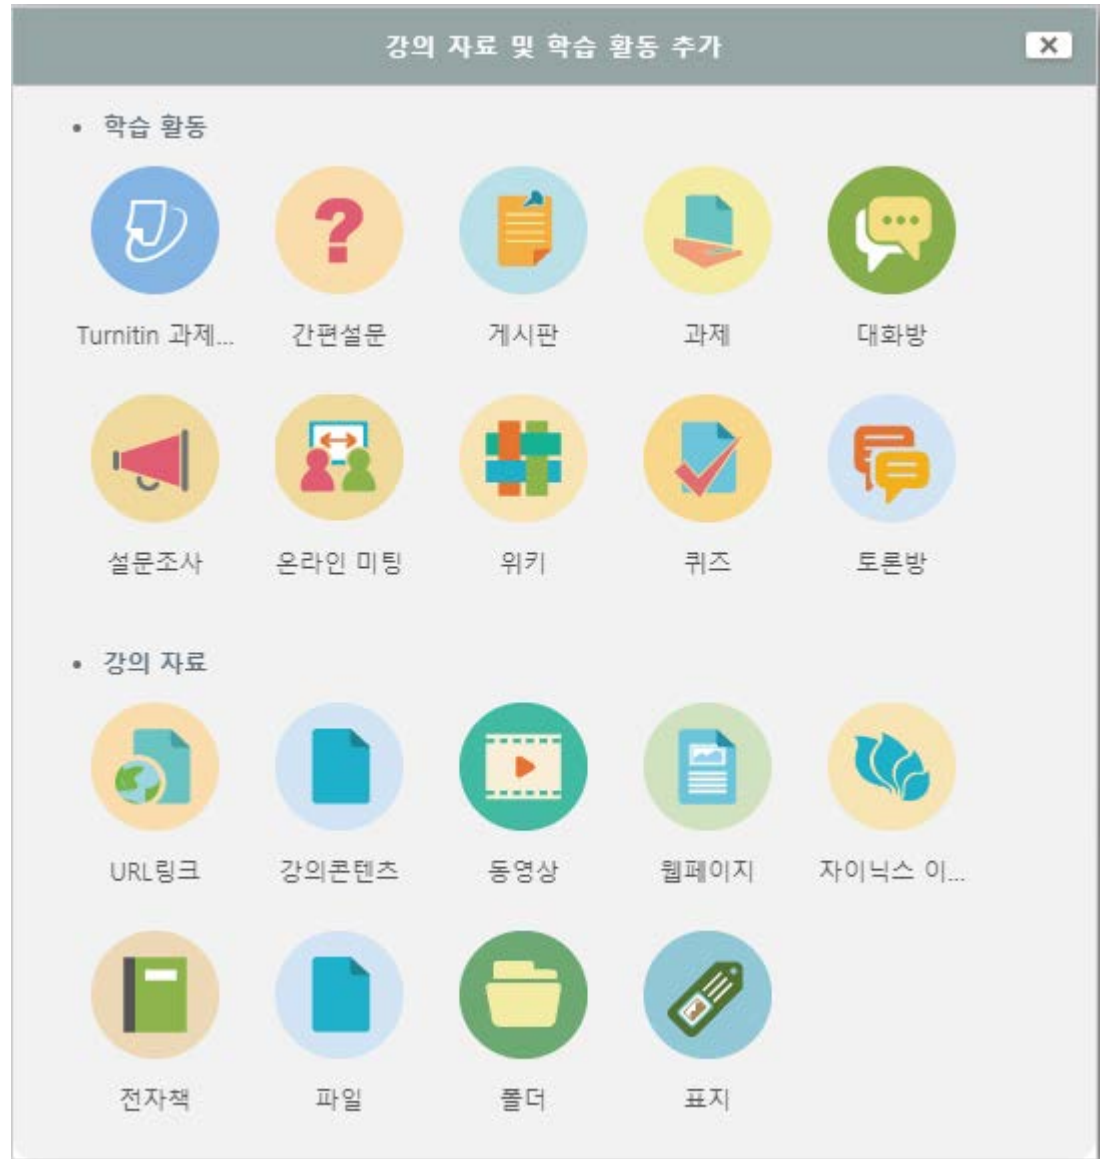 강의 자료 및 학습 활동 추가
• 학습 활동
Turnitin 과제... 간편설문 게시판 과제 대화방
설문조사 온라인 미팅 위키 퀴즈 토론방
• 강의 자료
URL링크 강의콘텐츠 동영상 웹페이지 자이닉스 이...
전자책 파일 폴더 표지